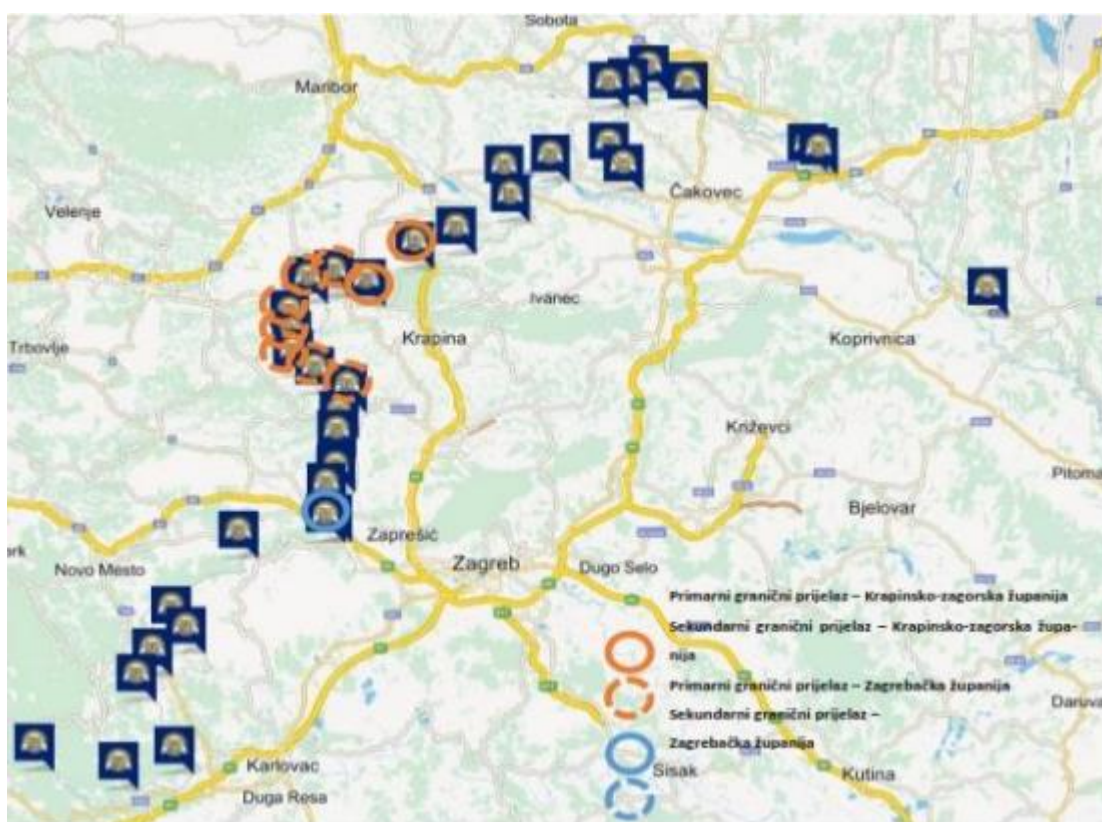 Sobota
Maribor
Čakovec
Velenje
Ivanec
Krapina
Koprivnica
Trbovlje
Križevci
Pitoma
Bjelovar
Zaprešić
Zagreb
Dugo Selo
Novo Mesto
Primarni granični prijelaz – Krapinsko-zagorska županija
Sekundarni granični prijelaz – Krapinsko-zagorska župa-
nija
Primarni granični prijelaz – Zagrebačka županija
Sekundarni granični prijelaz –
Zagrebačka županija
Daruva
Sisak
Kutina
Karlovac
Duga Resa